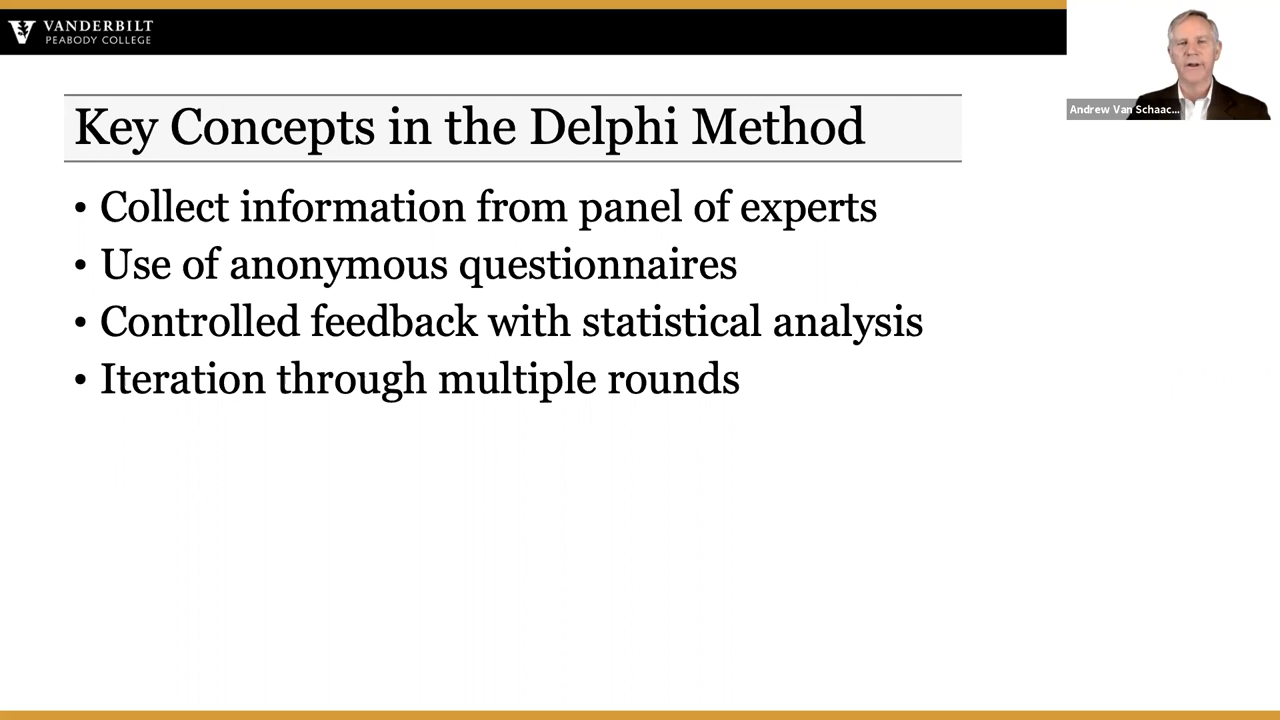 VANDERBILT
PEABODY COLLEGE
Andrew Van Schaac...
Key Concepts in the Delphi Method
• Collect information from panel of experts
• Use of anonymous questionnaires
• Controlled feedback with statistical analysis
• Iteration through multiple rounds